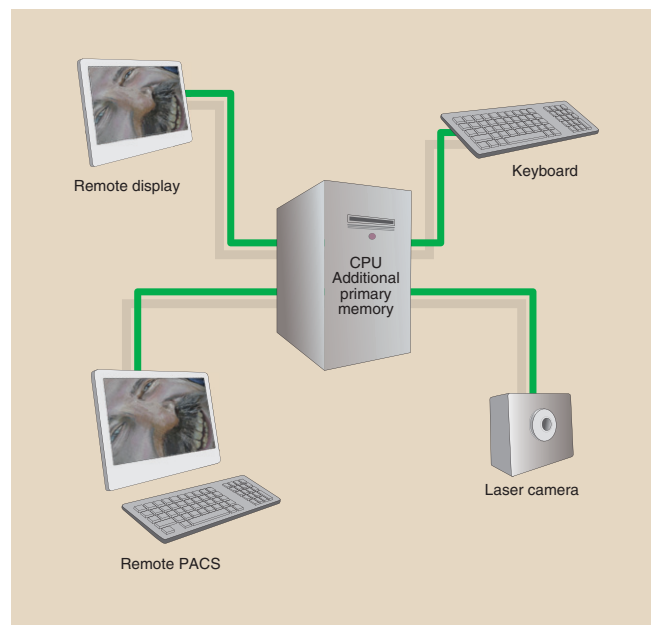 Remote display
Keyboard
CPU
Additional
primary
memory
Laser camera
Remote PACS